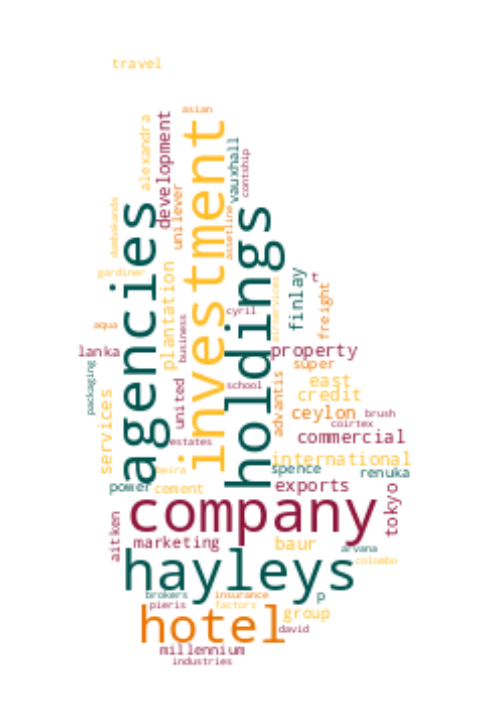 travel
asian
alexandra
development
investment
vauxhall
contship
unilever
dambakanda
agencies
holdings
assetline
plantation
gardiner
finlay
t
airservices
freight
cyril
aqua
business
lanka
property
super
packaging
school
advantis
east
credit
united
services
ceylon
brush
coirtex
estates
commercial
international
beira
spence
renuka
power
cement
exports
company
tokyo
aitken
marketing
baur
arvana
colombo
hayleys
brokers
insurance
p
pieris
factors
group
hotel
david
millennium
industries